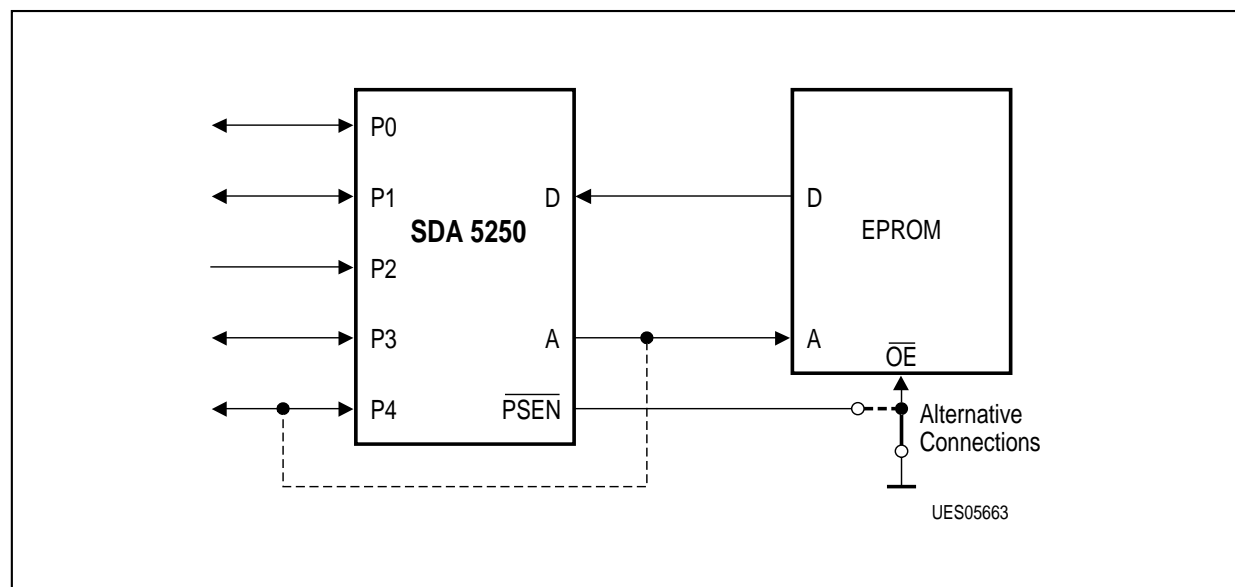 P0
P1
D
D
SDA 5250
EPROM
P2
P3
A
A
OE
P4
PSEN
Alternative
Connections
UES05663